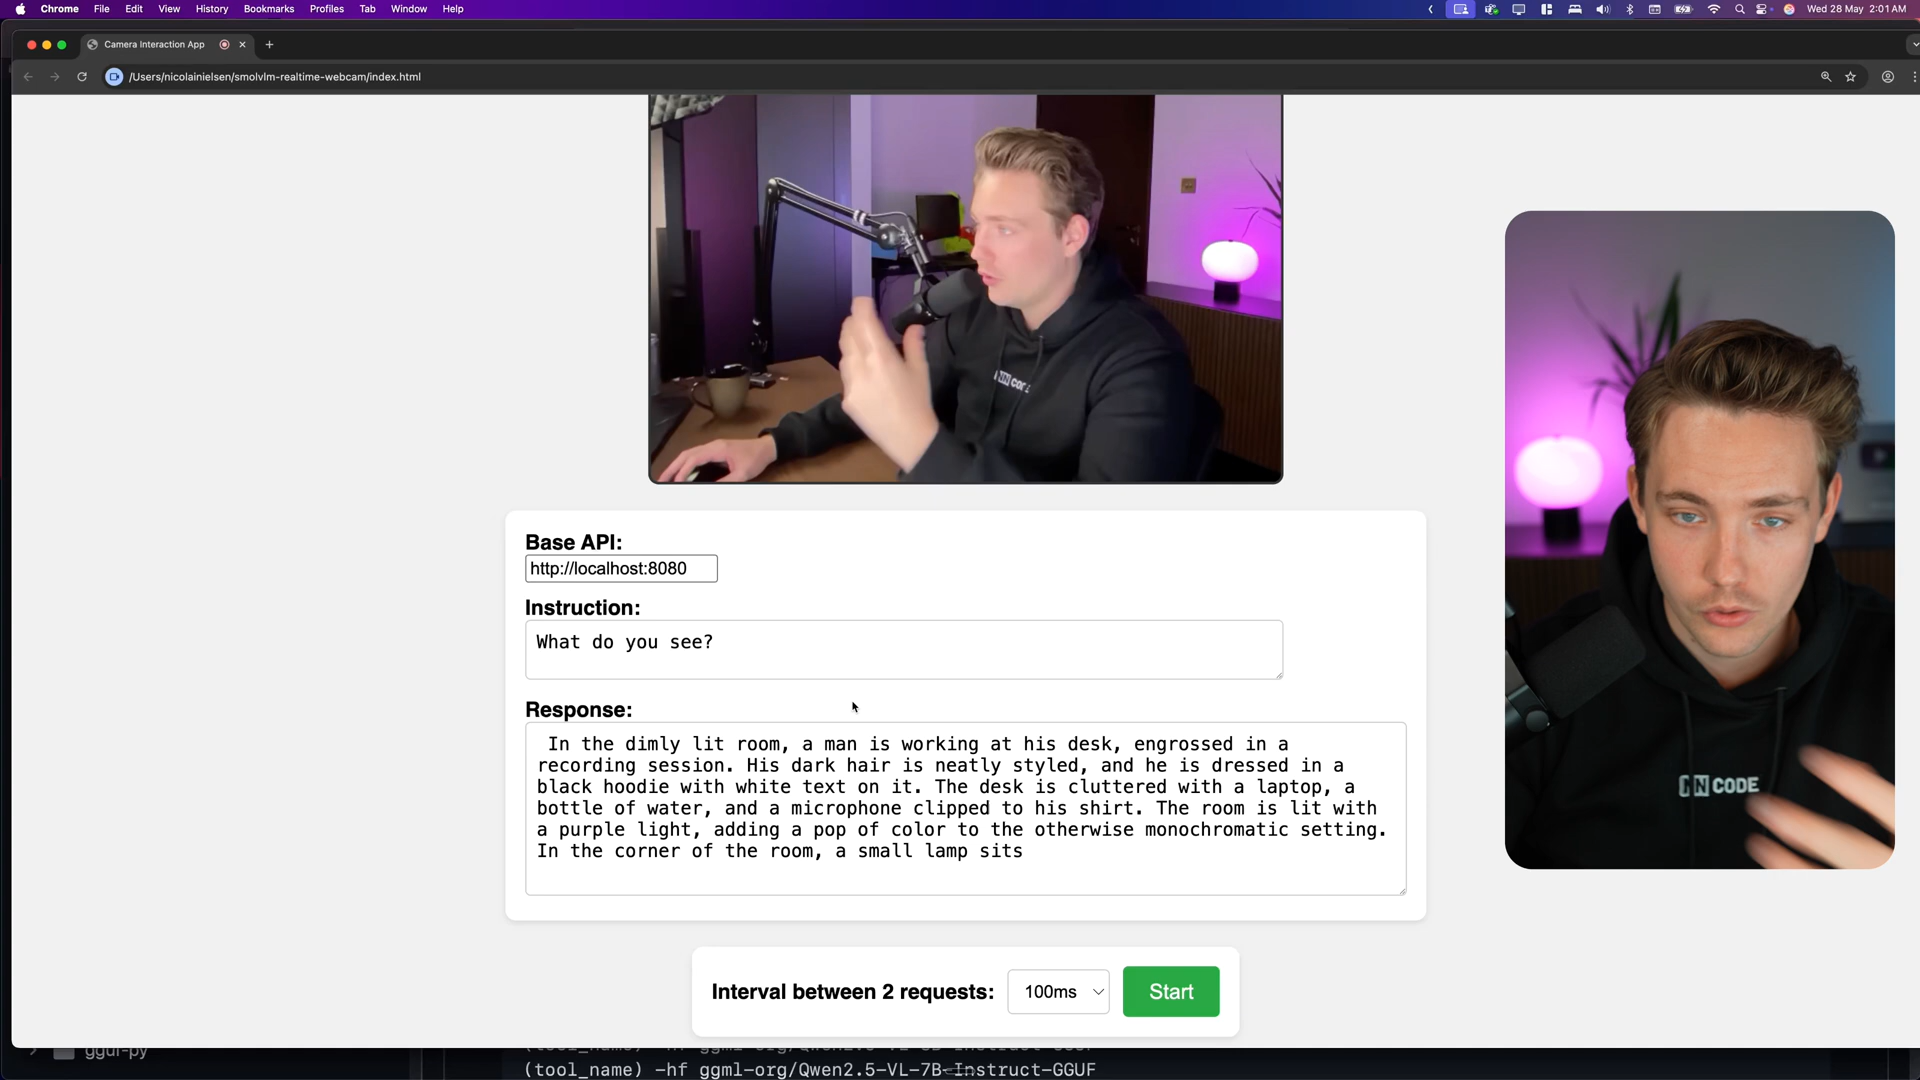 Chrome File Edit View History Bookmarks Profiles Tab Window Help
Wed 28 May 2:01 AM
Camera Interaction App
/Users/nicolainielsen/smolvlm-realtime-webcam/index.html
Base API:
http://localhost:8080
Instruction:
What do you see?
Response:
In the dimly lit room, a man is working at his desk, engrossed in a
recording session. His dark hair is neatly styled, and he is dressed in a
black hoodie with white text on it. The desk is cluttered with a laptop, a
bottle of water, and a microphone clipped to his shirt. The room is lit with
a purple light, adding a pop of color to the otherwise monochromatic setting.
In the corner of the room, a small lamp sits
CODE
Interval between 2 requests: 100ms Start
ggur-py
(tool_name) -hf ggml-org/Qwen2.5-VL-7B-Instruct-GGUF